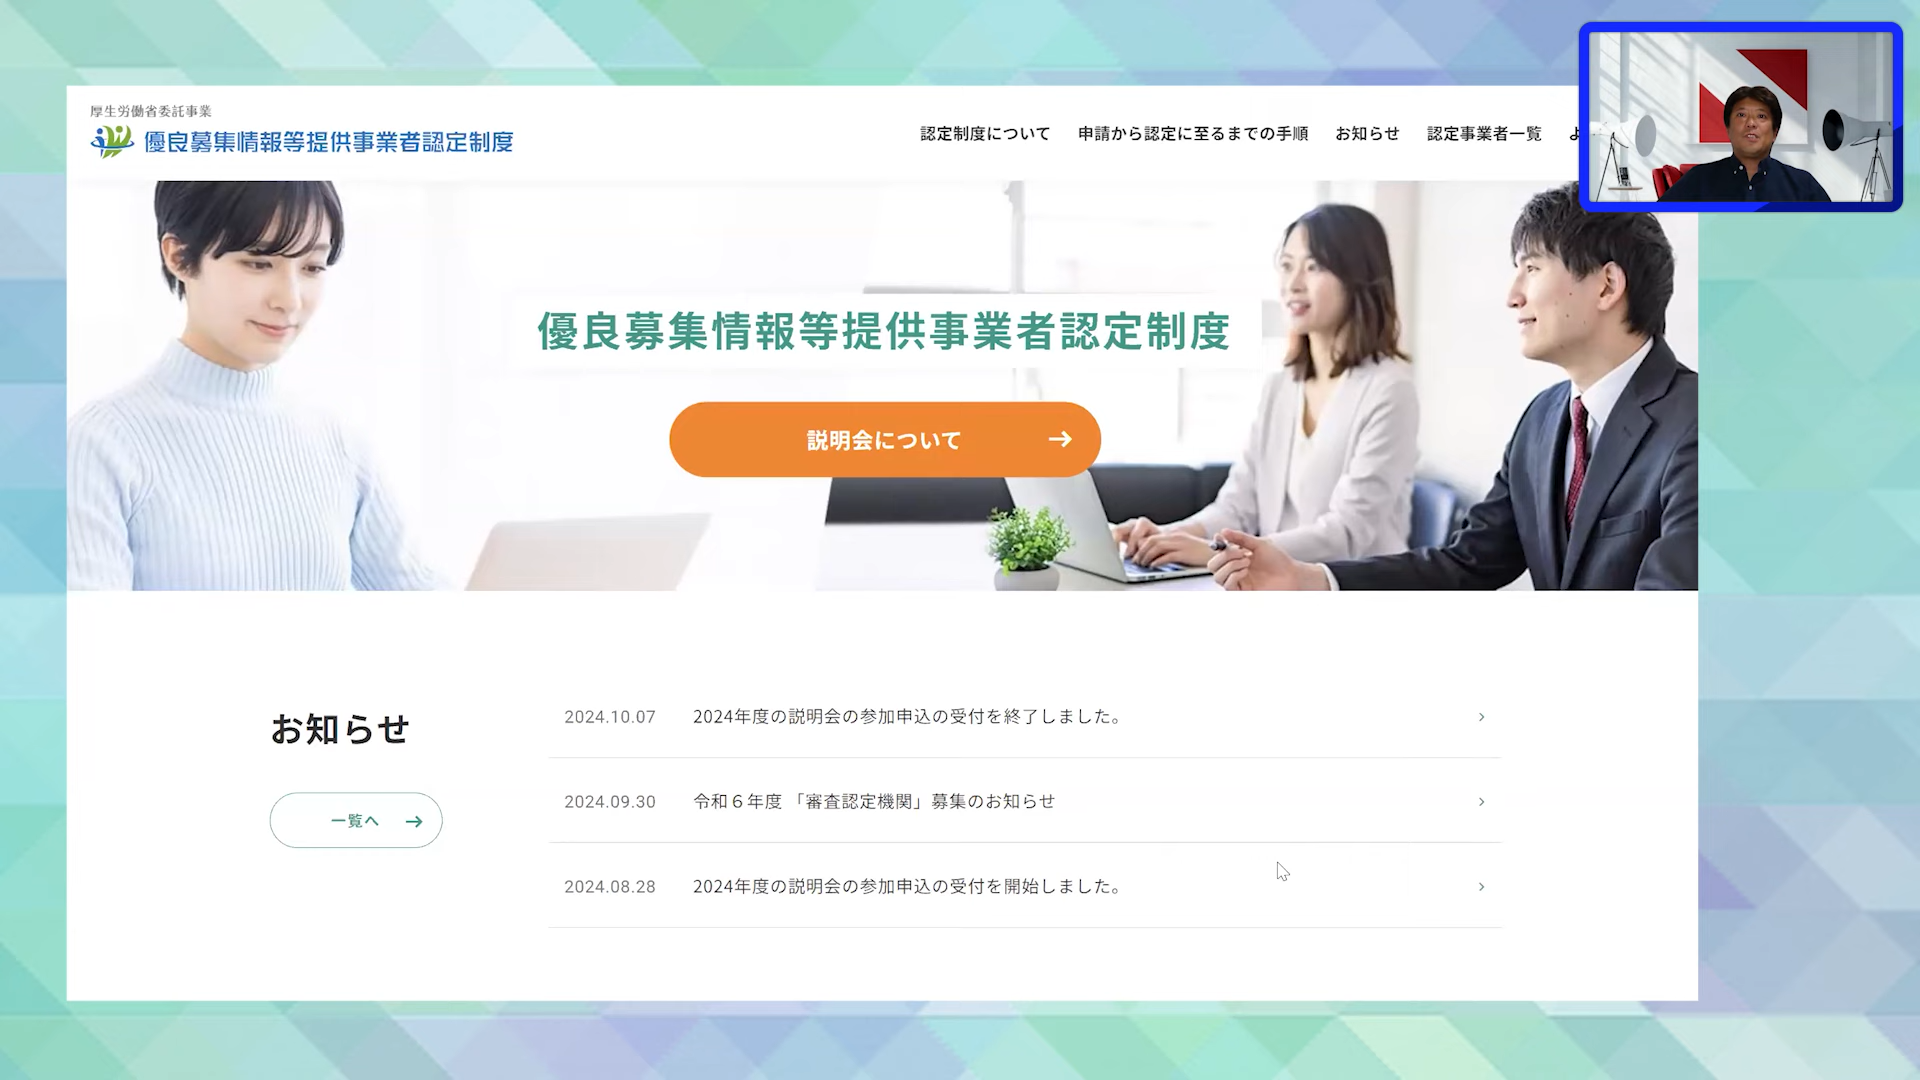 厚生労働省委託事業
優良募集情報等提供事業者認定制度
認定制度について
申請から認定に至るまでの手順
お知らせ
認定事業者一覧
よ
優良募集情報等提供事業者認定制度
説明会について
お知らせ
一覧へ
2024.10.07 2024年度の説明会の参加申込の受付を終了しました。
2024.09.30 令和６年度 「審査認定機関」募集のお知らせ
2024.08.28 2024年度の説明会の参加申込の受付を開始しました。